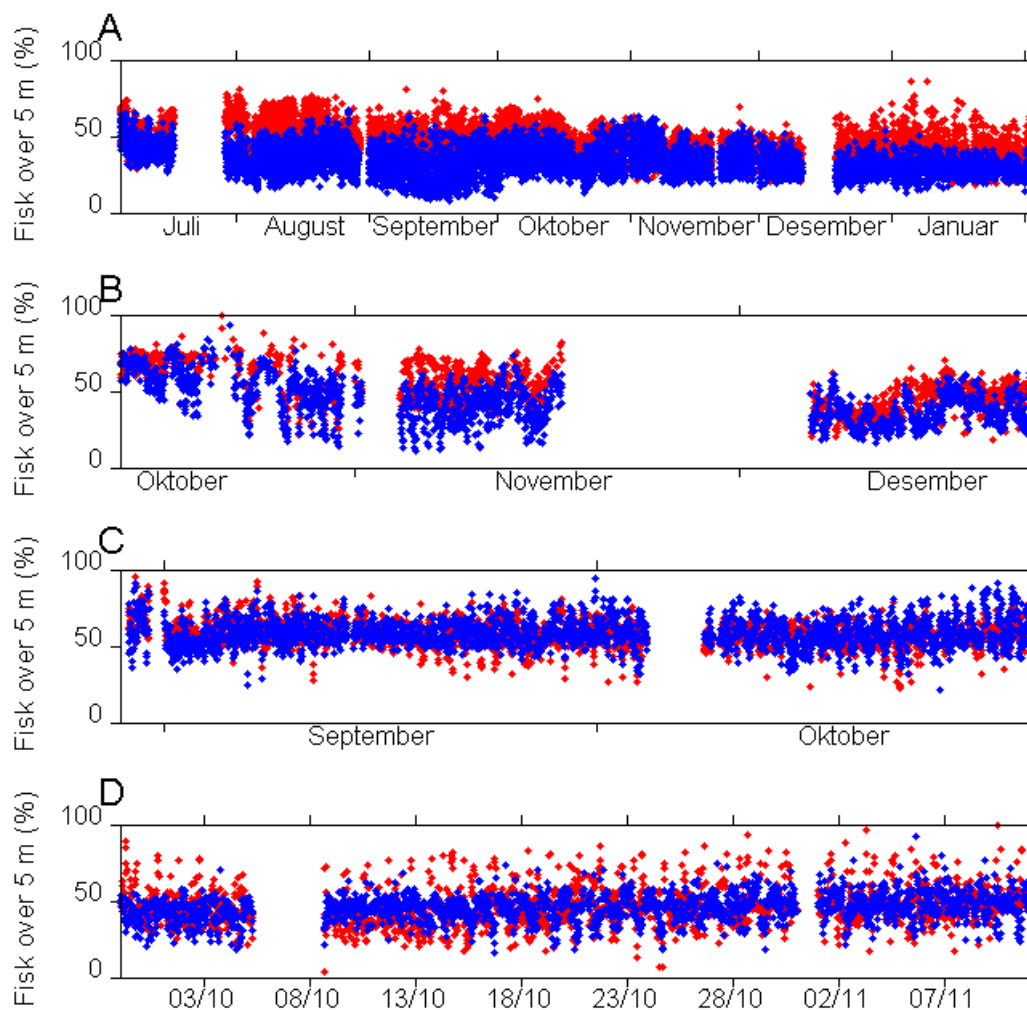 A
Fisk over 5 m (%)
100
50
0
Juli August September Oktober November Desember Januar
B
Fisk over 5 m (%)
100
50
0
Oktober November Desember
C
Fisk over 5 m (%)
100
50
0
September Oktober
D
Fisk over 5 m (%)
100
50
0
03/10 08/10 13/10 18/10 23/10 28/10 02/11 07/11